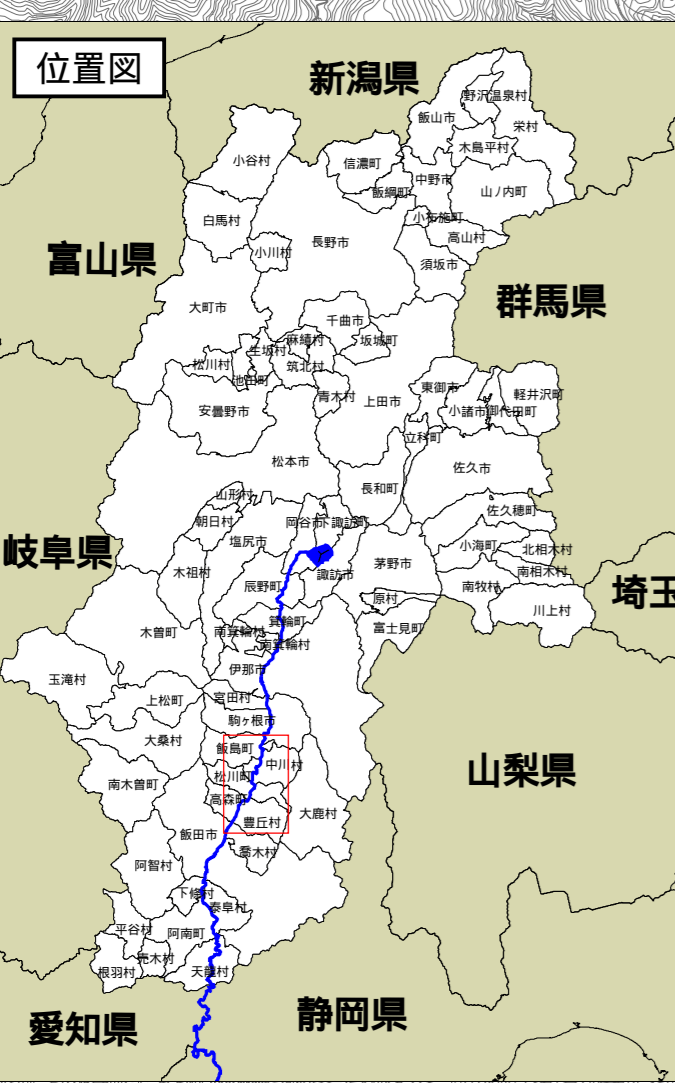 位置図
新潟県
野沢温泉村
飯山市
栄村
木島平村
小谷村
信濃町
中野市
飯綱町
山ノ内町
白馬村
小布施町
長野市
高山村
小川村
須坂市
富山県
群馬県
大町市
千曲市
麻績村
坂城町
生坂村
松川村
筑北村
池田町
東御市
軽井沢町
青木村
上田市
安曇野市
小諸市
御代田町
立科町
松本市
佐久市
長和町
山形村
佐久穂町
朝日村
岡谷市
下諏訪町
塩尻市
岐阜県
小海町
北相木村
茅野市
木祖村
諏訪市
南相木村
辰野町
南牧村
埼玉
原村
川上村
箕輪町
富士見町
木曽町
南箕輪村
南箕輪村
伊那市
玉滝村
宮田村
上松町
駒ヶ根市
大桑村
飯島町
中川村
山梨県
松川町
南木曽町
高森町
大鹿村
豊丘村
飯田市
喬木村
阿智村
下條村
泰阜村
平谷村
阿南町
売木村
根羽村
天龍村
静岡県
愛知県